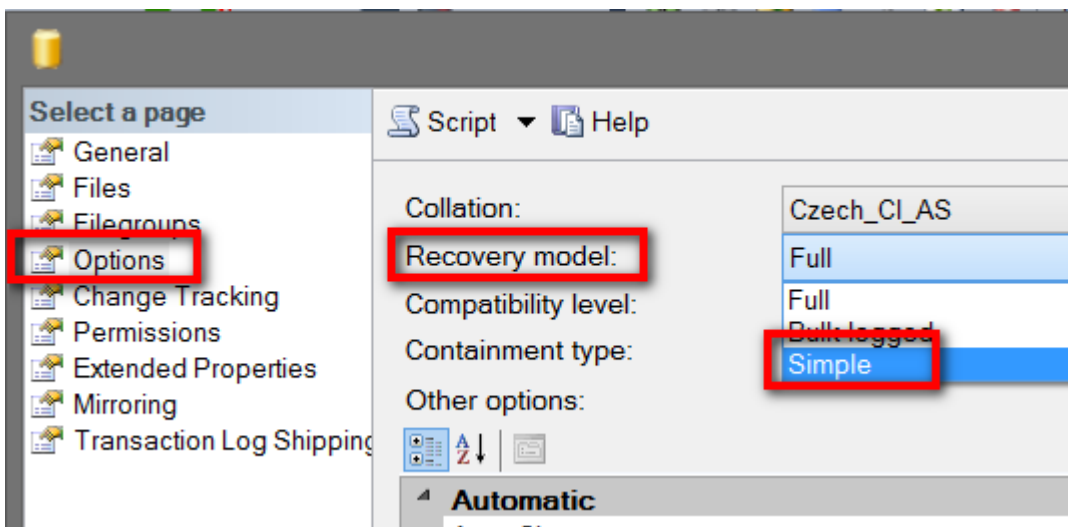 Select a page
General
Files
Filegroups
Options
Change Tracking
Permissions
Extended Properties
Mirroring
Transaction Log Shipping
Script Help
Collation: Czech_CI_AS
Recovery model: Full
Compatibility level: Full
Bulk-logged
Containment type: Simple
Other options:
Automatic